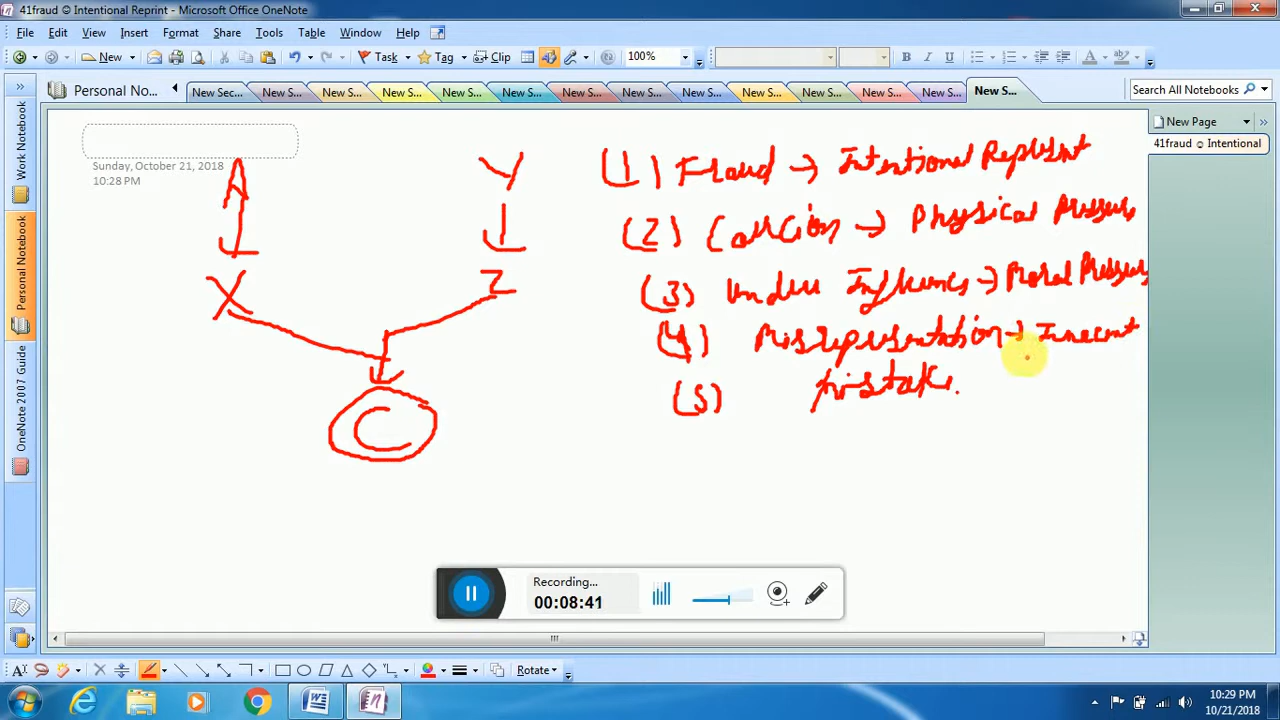 41fraud ☺ Intentional Reprint - Microsoft Office OneNote
File Edit View Insert Format Share Tools Table Window Help
New Task Tag Clip 100% B I U A ab
Personal No... New Sec... New S... New S... New S... New S... New S... New S... New S... New S... New S... New S... New S... New S... New S... Search All Notebooks
New Page
41fraud ☺ Intentional
Work Notebook
Personal Notebook
OneNote 2007 Guide
Sunday, October 21, 2018
10:28 PM
A Y
X Z
C
(1) Fraud → Intentional Represent
(2) → Physical Pressure
(3) Undue Influence → Moral Pressure
(4) Misrepresentation → Innocent
(5) Mistake.
Recording...
00:08:41
A Rotate
10:29 PM
10/21/2018